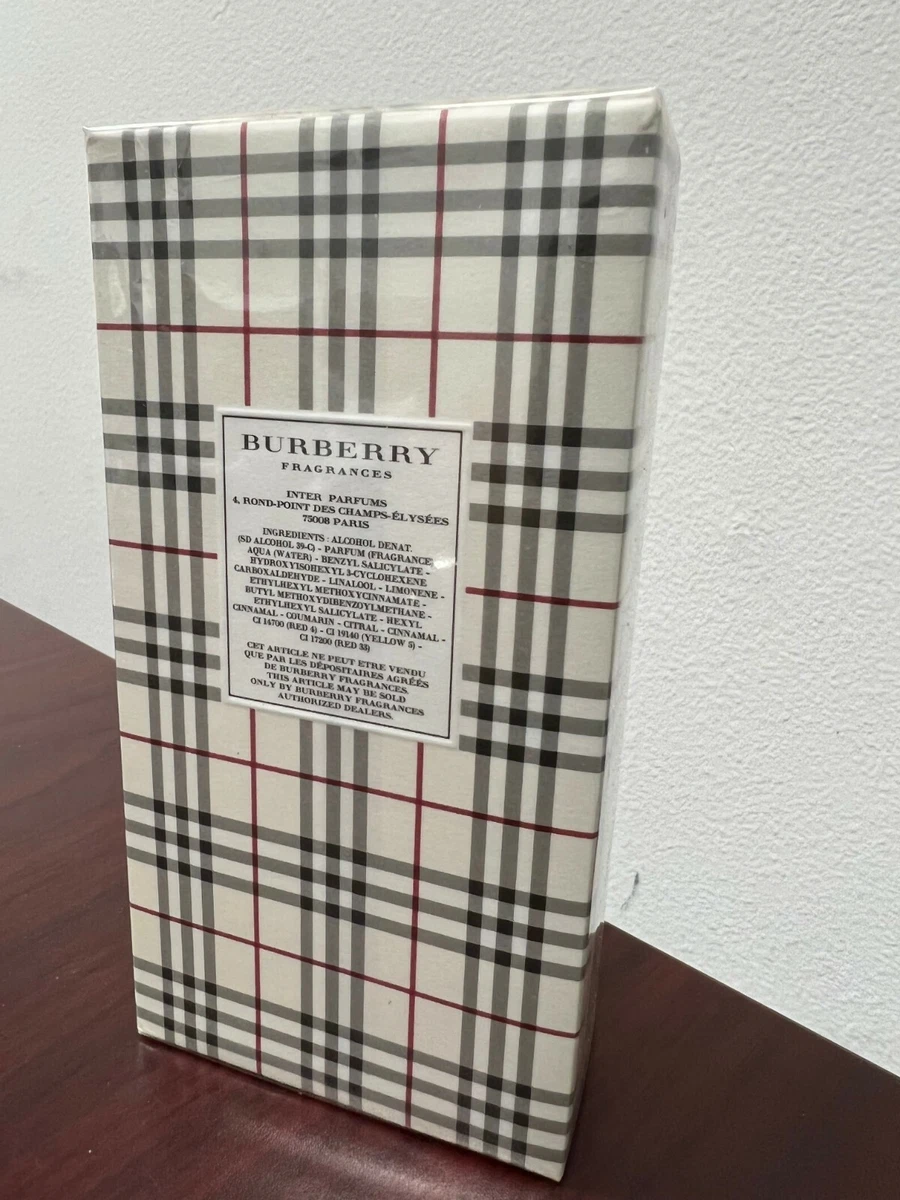 BURBERRY
FRAGRANCES
INTER PARFUMS
4, ROND-POINT DES CHAMPS-ÉLYSÉES
75008 PARIS
INGREDIENTS : ALCOHOL DENAT.
(SD ALCOHOL 39-C) - PARFUM (FRAGRANCE)
AQUA (WATER) - BENZYL SALICYLATE -
HYDROXYISOHEXYL 3-CYCLOHEXENE
CARBOXALDEHYDE - LINALOOL - LIMONENE -
ETHYLHEXYL METHOXYCINNAMATE -
BUTYL METHOXYDIBENZOYLMETHANE -
ETHYLHEXYL SALICYLATE - HEXYL
CINNAMAL - COUMARIN - CITRAL - CINNAMAL -
CI 14700 (RED 4) - CI 19140 (YELLOW 5) -
CI 17200 (RED 33)
CET ARTICLE NE PEUT ETRE VENDU
QUE PAR LES DÉPOSITAIRES AGRÉÉS
DE BURBERRY FRAGRANCES.
THIS ARTICLE MAY BE SOLD
ONLY BY BURBERRY FRAGRANCES
AUTHORIZED DEALERS.